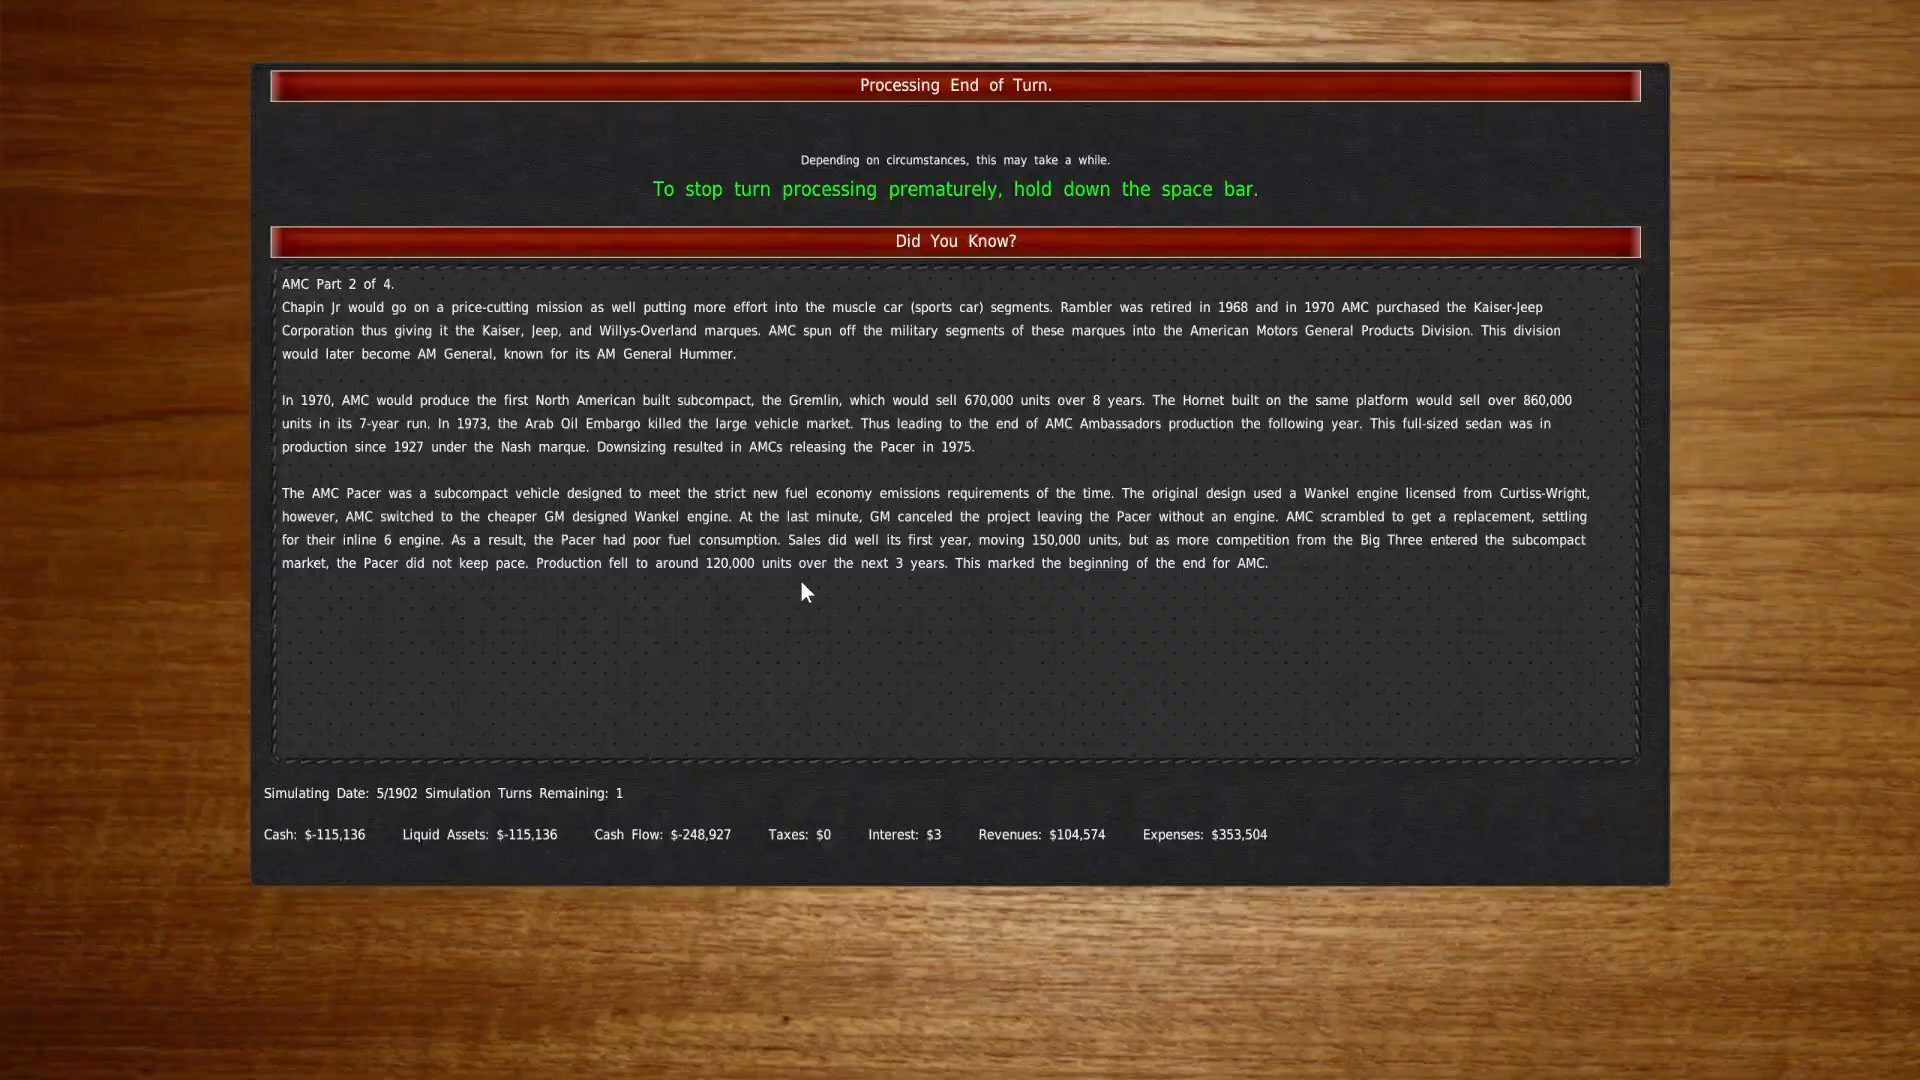 Processing End of Turn.
Depending on circumstances, this may take a while.
To stop turn processing prematurely, hold down the space bar.
Did You Know?
AMC Part 2 of 4.
Chapin Jr would go on a price-cutting mission as well putting more effort into the muscle car (sports car) segments. Rambler was retired in 1968 and in 1970 AMC purchased the Kaiser-Jeep
Corporation thus giving it the Kaiser, Jeep, and Willys-Overland marques. AMC spun off the military segments of these marques into the American Motors General Products Division. This division
would later become AM General, known for its AM General Hummer.
In 1970, AMC would produce the first North American built subcompact, the Gremlin, which would sell 670,000 units over 8 years. The Hornet built on the same platform would sell over 860,000
units in its 7-year run. In 1973, the Arab Oil Embargo killed the large vehicle market. Thus leading to the end of AMC Ambassadors production the following year. This full-sized sedan was in
production since 1927 under the Nash marque. Downsizing resulted in AMCs releasing the Pacer in 1975.
The AMC Pacer was a subcompact vehicle designed to meet the strict new fuel economy emissions requirements of the time. The original design used a Wankel engine licensed from Curtiss-Wright,
however, AMC switched to the cheaper GM designed Wankel engine. At the last minute, GM canceled the project leaving the Pacer without an engine. AMC scrambled to get a replacement, settling
for their inline 6 engine. As a result, the Pacer had poor fuel consumption. Sales did well its first year, moving 150,000 units, but as more competition from the Big Three entered the subcompact
market, the Pacer did not keep pace. Production fell to around 120,000 units over the next 3 years. This marked the beginning of the end for AMC.
Simulating Date: 5/1902 Simulation Turns Remaining: 1
Cash: $-115,136 Liquid Assets: $-115,136 Cash Flow: $-248,927 Taxes: $0 Interest: $3 Revenues: $104,574 Expenses: $353,504